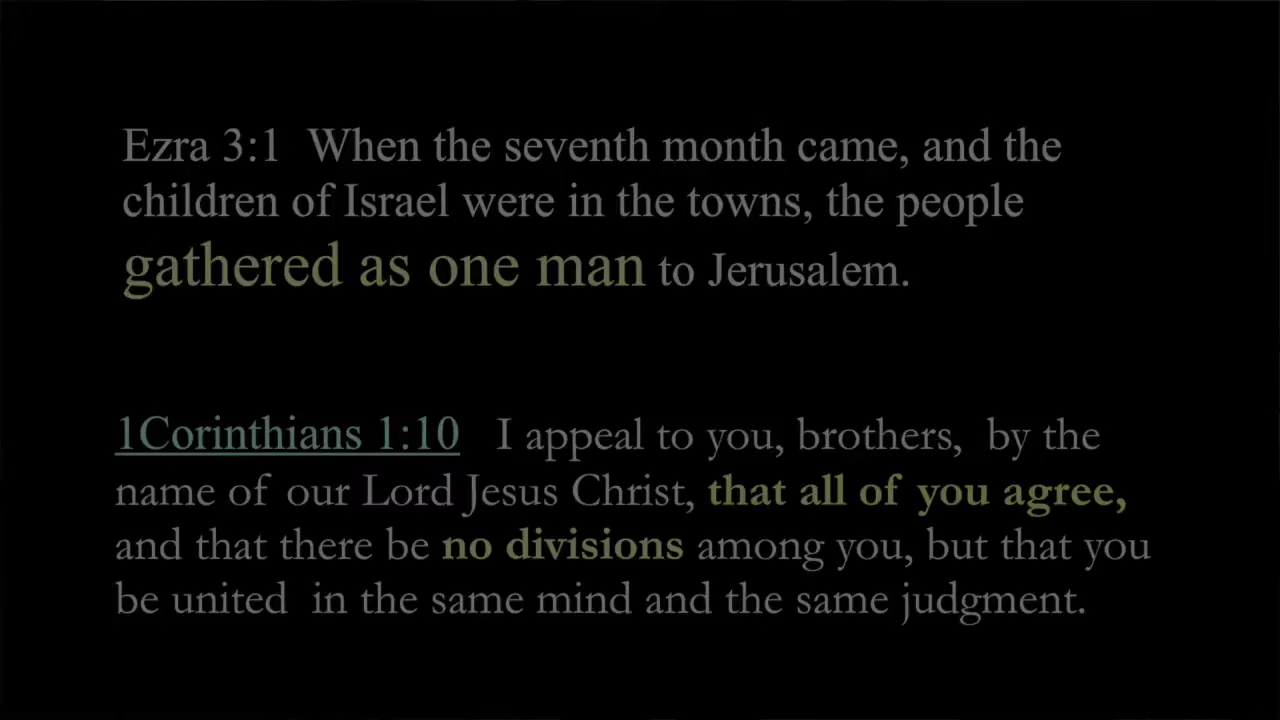 Ezra 3:1  When the seventh month came, and the
children of Israel were in the towns, the people
gathered as one man to Jerusalem.
1Corinthians 1:10   I appeal to you, brothers,  by the
name of our Lord Jesus Christ, that all of you agree,
and that there be no divisions among you, but that you
be united  in the same mind and the same judgment.